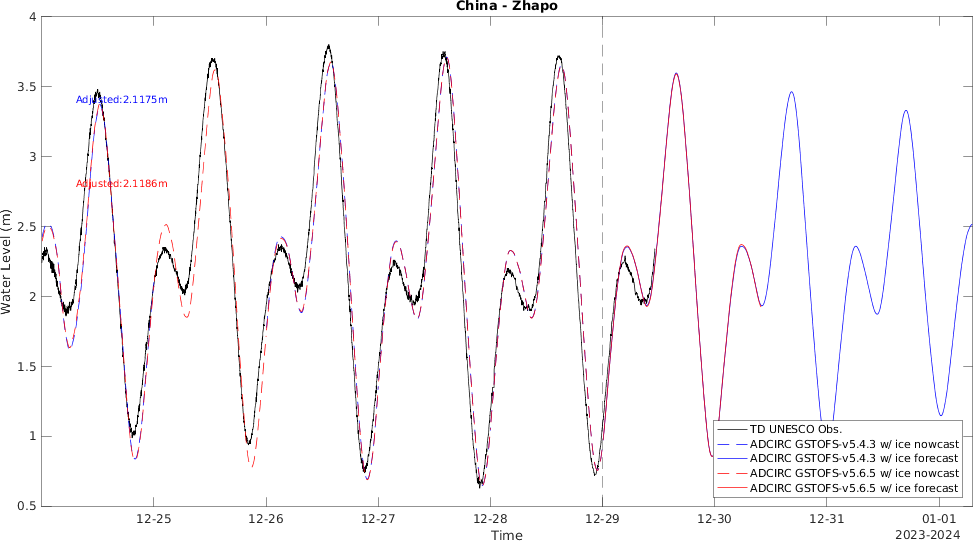 China - Zhapo
4
3.5
3
2.5
2
1.5
1
0.5
Water Level (m)
Adjusted:2.1175m
Adjusted:2.1186m
TD UNESCO Obs.
ADCIRC GSTOFS-v5.4.3 w/ ice nowcast
ADCIRC GSTOFS-v5.4.3 w/ ice forecast
ADCIRC GSTOFS-v5.6.5 w/ ice nowcast
ADCIRC GSTOFS-v5.6.5 w/ ice forecast
12-25 12-26 12-27 12-28 12-29 12-30 12-31 01-01
Time
2023-2024